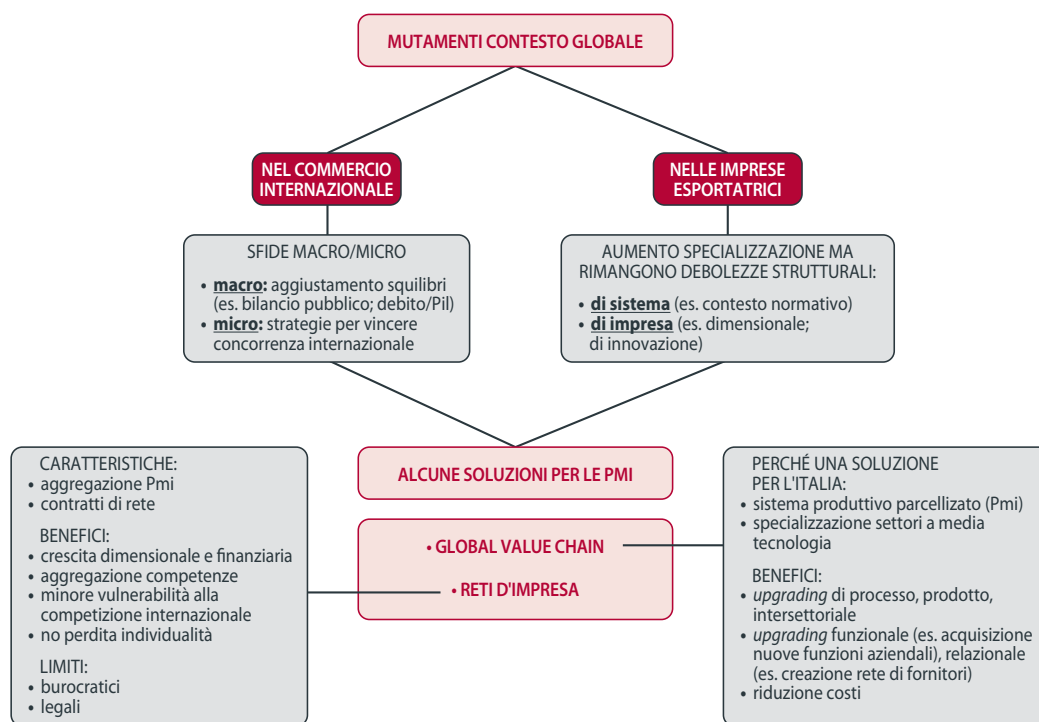 MUTAMENTI CONTESTO GLOBALE
NEL COMMERCIO
INTERNAZIONALE
NELLE IMPRESE
ESPORTATRICI
SFIDE MACRO/MICRO
• macro: aggiustamento squilibri
(es. bilancio pubblico; debito/Pil)
• micro: strategie per vincere
concorrenza internazionale
AUMENTO SPECIALIZZAZIONE MA
RIMANGONO DEBOLEZZE STRUTTURALI:
• di sistema (es. contesto normativo)
• di impresa (es. dimensionale;
di innovazione)
ALCUNE SOLUZIONI PER LE PMI
• GLOBAL VALUE CHAIN
• RETI D'IMPRESA
CARATTERISTICHE:
• aggregazione Pmi
• contratti di rete
BENEFICI:
• crescita dimensionale e finanziaria
• aggregazione competenze
• minore vulnerabilità alla
competizione internazionale
• no perdita individualità
LIMITI:
• burocratici
• legali
PERCHÉ UNA SOLUZIONE
PER L'ITALIA:
• sistema produttivo parcellizato (Pmi)
• specializzazione settori a media
tecnologia
BENEFICI:
• upgrading di processo, prodotto,
intersettoriale
• upgrading funzionale (es. acquisizione
nuove funzioni aziendali), relazionale
(es. creazione rete di fornitori)
• riduzione costi